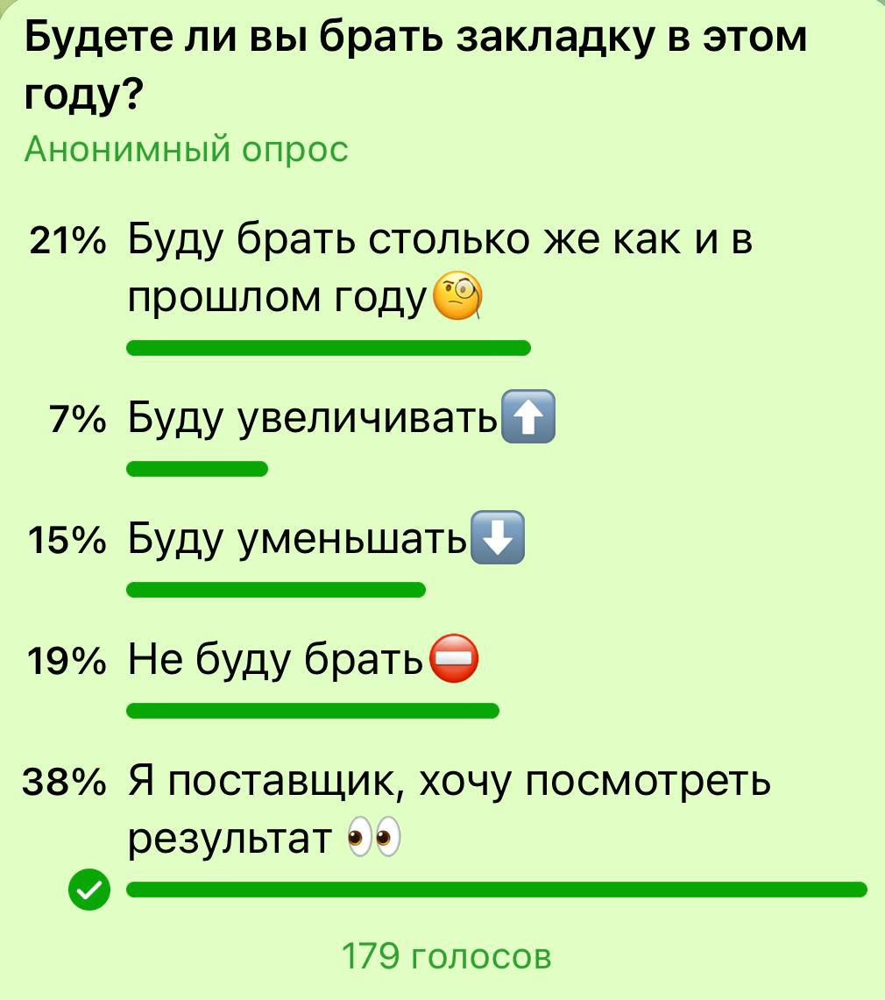 Будете ли вы брать закладку в этом
году?
Анонимный опрос
21% Буду брать столько же как и в
прошлом году🧐
7% Буду увеличивать⬆️
15% Буду уменьшать⬇️
19% Не буду брать⛔
38% Я поставщик, хочу посмотреть
результат 👀
179 голосов